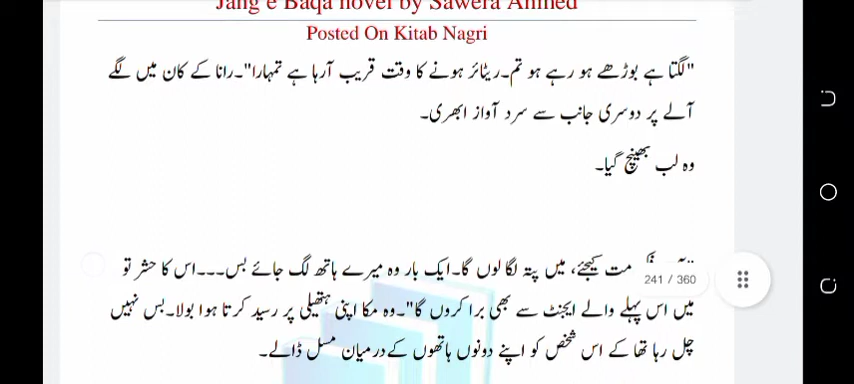 Jang e Baqa novel by Sawera Ahmed
Posted On Kitab Nagri
"لگتا ہے بوڑھے ہو رہے ہو تم۔ریٹائر ہونے کا وقت قریب آرہا ہے تمہارا"۔رانا کے کان میں لگے
آلے پر دوسری جانب سے سرد آواز ابھری۔
وہ لب بھینچ گیا۔
مت کیجئے، میں پتہ لگا لوں گا۔ایک بار وہ میرے ہاتھ لگ جائے بس۔۔۔اس کا حشر تو
241 / 360
میں اس پہلے والے ایجنٹ سے بھی برا کروں گا"۔وہ مکا اپنی ہتھیلی پر رسید کرتا ہوا بولا۔بس نہیں
چل رہا تھا کے اس شخص کو اپنے دونوں ہاتھوں کے درمیان مسل ڈالے۔